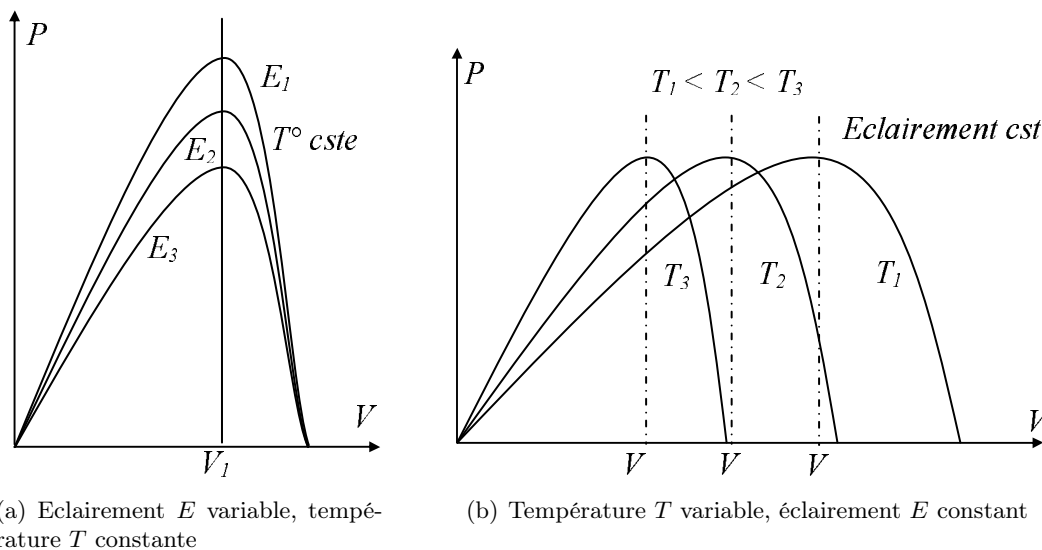 P
E1
T° cste
E2
E3
V
V1
(a) Eclairement E variable, tempé-
rature T constante
P
T1 < T2 < T3
Eclairement cst
T3
T2
T1
V
V
V
V
(b) Température T variable, éclairement E constant